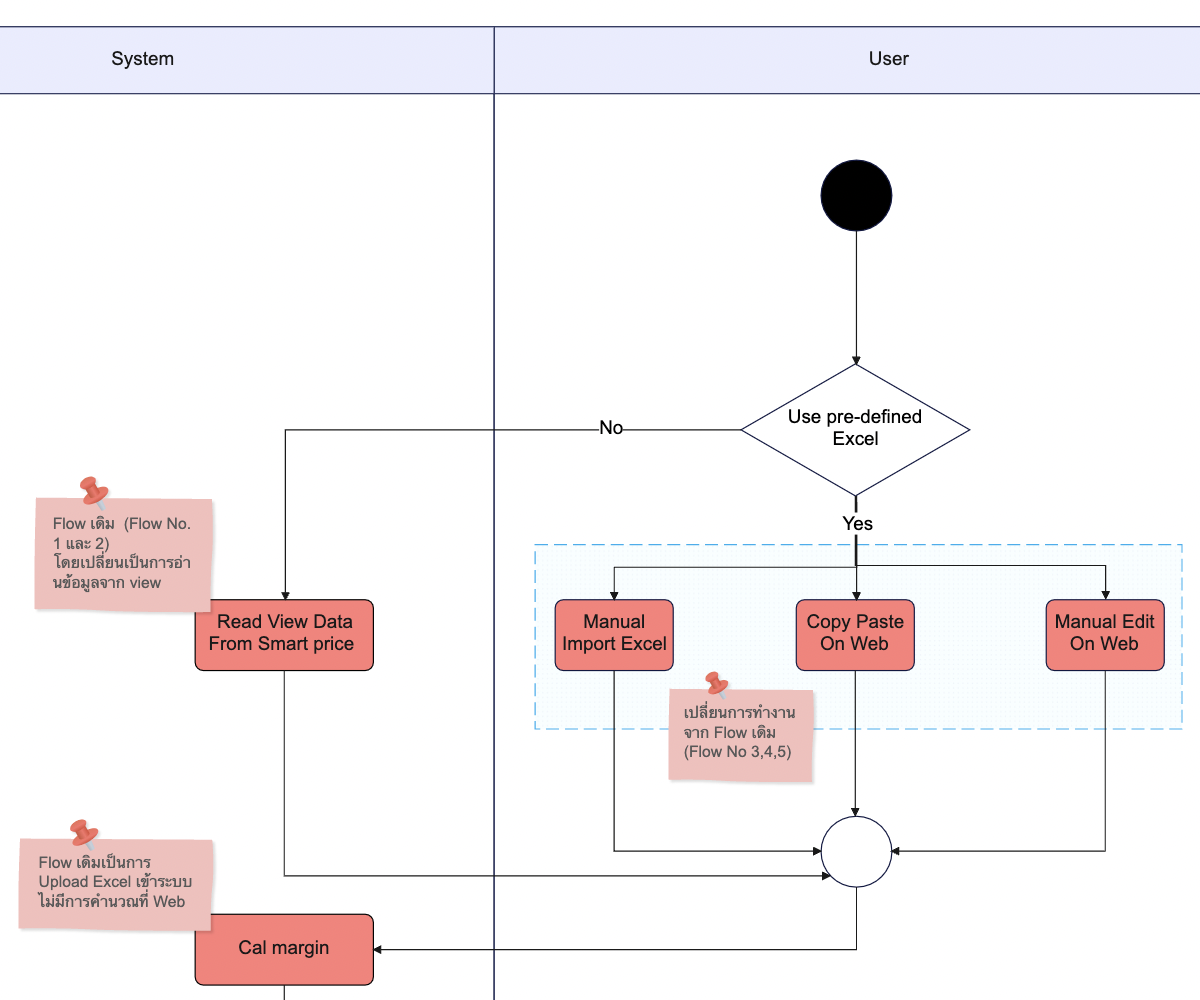 System
User
Use pre-defined
Excel
No
Yes
Flow เดิม  (Flow No.
1 และ 2)
โดยเปลี่ยนเป็นการอ่า
นข้อมูลจาก view
Read View Data
From Smart price
Manual
Import Excel
Copy Paste
On Web
Manual Edit
On Web
เปลี่ยนการทำงาน
จาก Flow เดิม
(Flow No 3,4,5)
Flow เดิมเป็นการ
Upload Excel เข้าระบบ
ไม่มีการคำนวณที่ Web
Cal margin